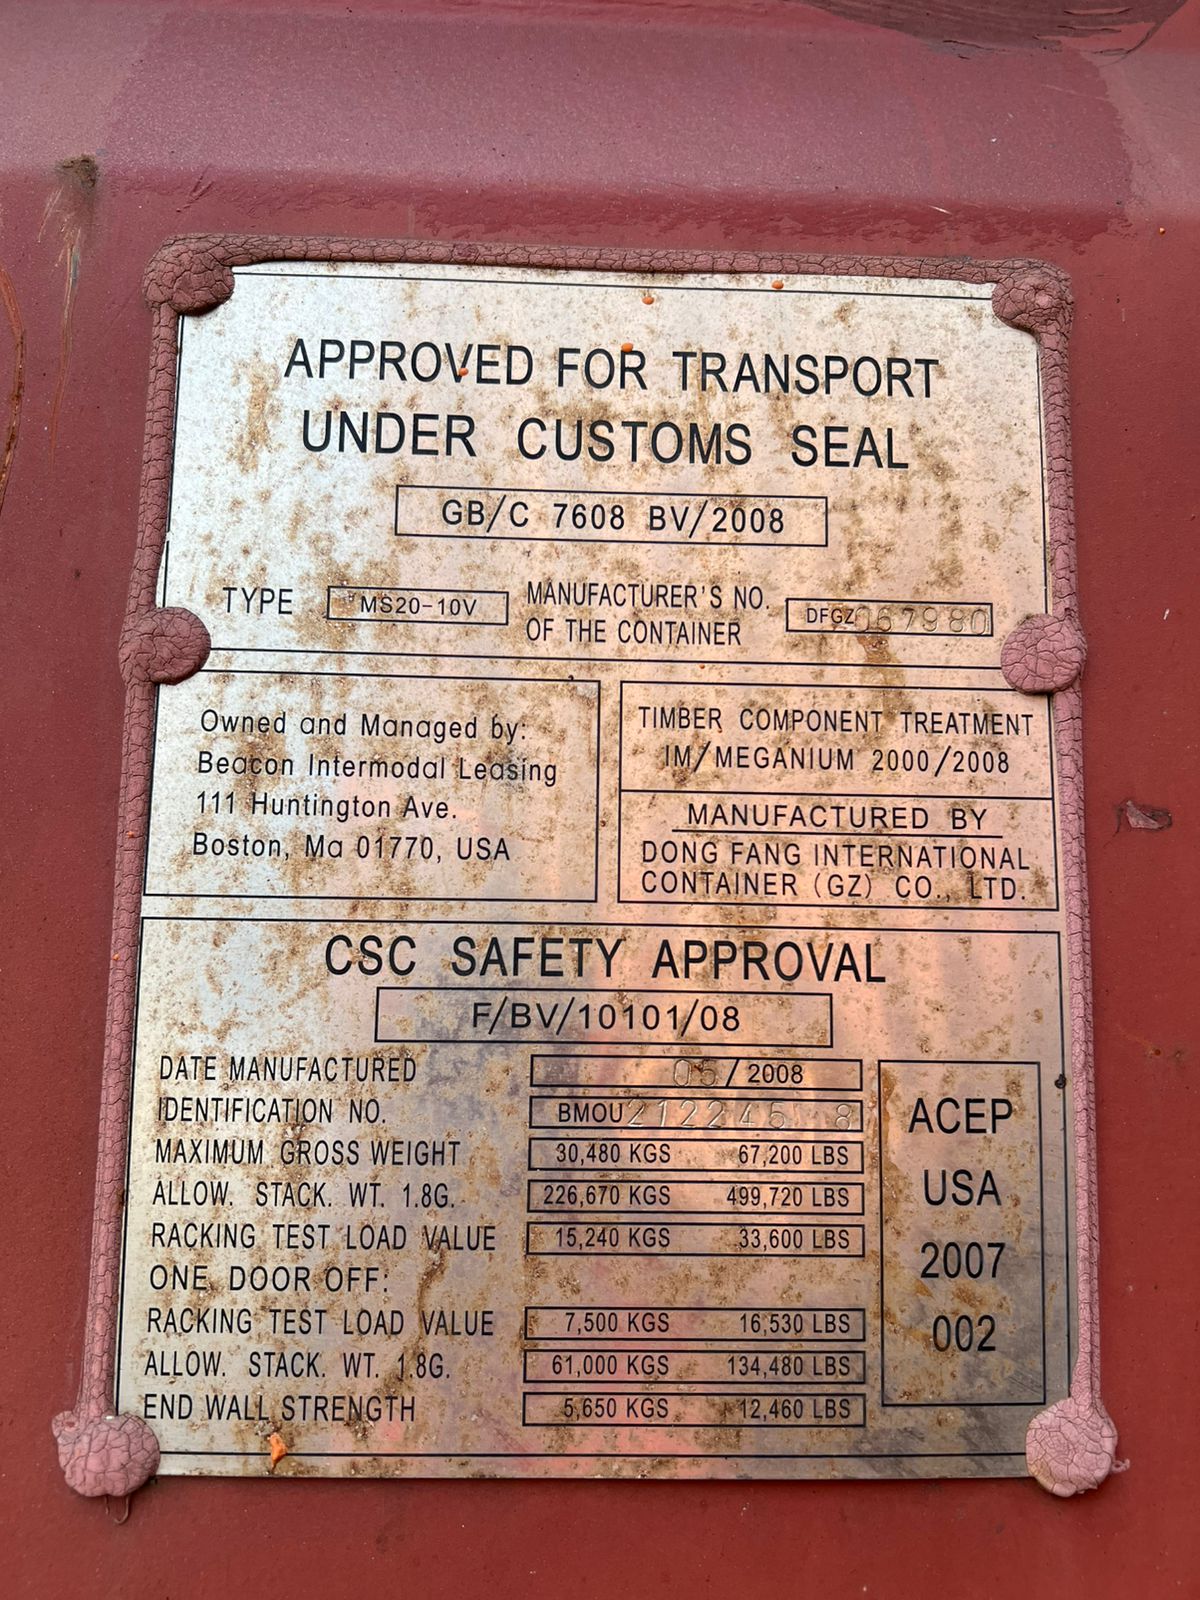 APPROVED FOR TRANSPORT
UNDER CUSTOMS SEAL
GB/C 7608 BV/2008
TYPE MS20-10V MANUFACTURER'S NO. OF THE CONTAINER DFGZ067980
Owned and Managed by:
Beacon Intermodal Leasing
111 Huntington Ave.
Boston, Ma 01770, USA
TIMBER COMPONENT TREATMENT
IM/MEGANIUM 2000/2008
MANUFACTURED BY
DONG FANG INTERNATIONAL
CONTAINER (GZ) CO., LTD.
CSC SAFETY APPROVAL
F/BV/10101/08
DATE MANUFACTURED 05/2008
IDENTIFICATION NO. BMOU212245 8
MAXIMUM GROSS WEIGHT 30,480 KGS 67,200 LBS
ALLOW. STACK. WT. 1.8G. 226,670 KGS 499,720 LBS
RACKING TEST LOAD VALUE 15,240 KGS 33,600 LBS
ONE DOOR OFF:
RACKING TEST LOAD VALUE 7,500 KGS 16,530 LBS
ALLOW. STACK. WT. 1.8G. 61,000 KGS 134,480 LBS
END WALL STRENGTH 5,650 KGS 12,460 LBS
ACEP
USA
2007
002